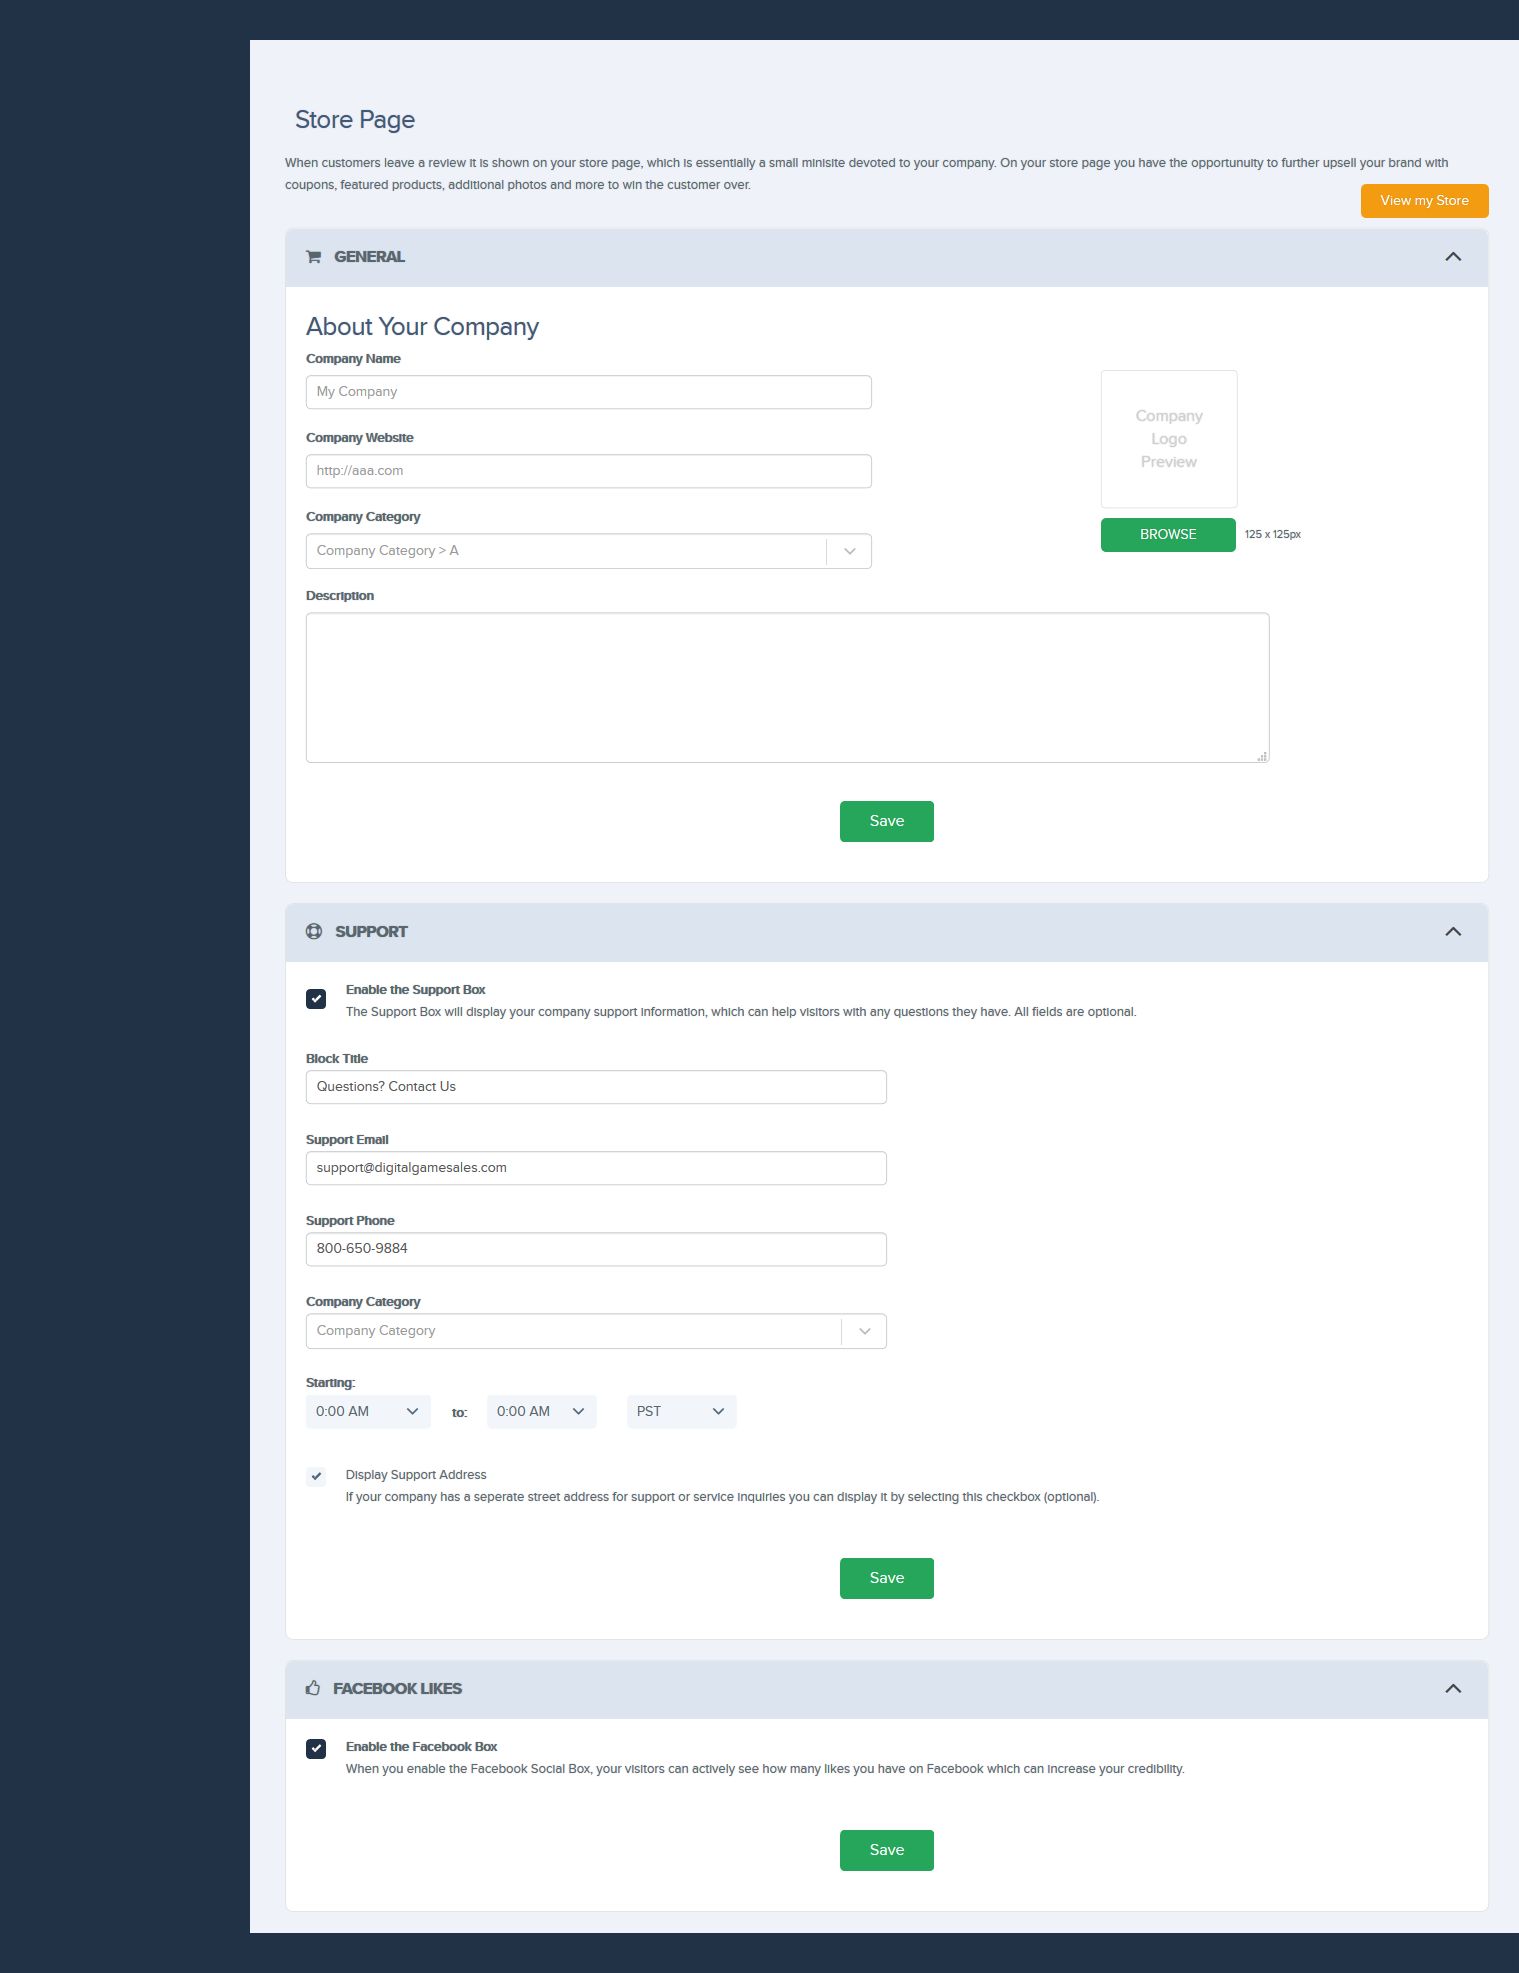 Store Page
When customers leave a review it is shown on your store page, which is essentially a small minisite devoted to your company. On your store page you have the opportunuity to further upsell your brand with
coupons, featured products, additional photos and more to win the customer over.
View my Store
GENERAL
About Your Company
Company Name
My Company
Company Website
http://aaa.com
Company Category
Company Category > A
Company
Logo
Preview
BROWSE 125 x 125px
Description
Save
SUPPORT
Enable the Support Box
The Support Box will display your company support information, which can help visitors with any questions they have. All fields are optional.
Block Title
Questions? Contact Us
Support Email
support@digitalgamesales.com
Support Phone
800-650-9884
Company Category
Company Category
Starting:
0:00 AM to: 0:00 AM PST
Display Support Address
If your company has a seperate street address for support or service inquiries you can display it by selecting this checkbox (optional).
Save
FACEBOOK LIKES
Enable the Facebook Box
When you enable the Facebook Social Box, your visitors can actively see how many likes you have on Facebook which can increase your credibility.
Save